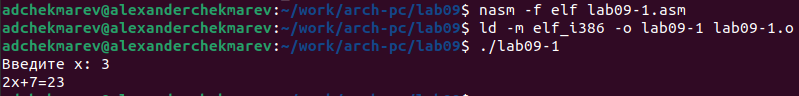 adchekmarev@alexanderchekmarev:~/work/arch-pc/lab09$ nasm -f elf lab09-1.asm
adchekmarev@alexanderchekmarev:~/work/arch-pc/lab09$ ld -m elf_i386 -o lab09-1 lab09-1.o
adchekmarev@alexanderchekmarev:~/work/arch-pc/lab09$ ./lab09-1
Введите x: 3
2x+7=23